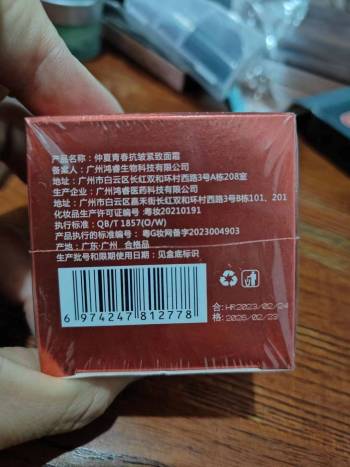 产品名称：仲夏青春抗皱紧致面霜
备案人：广州鸿睿生物科技有限公司
地址：广州市白云区长红双和环村西路3号A栋208室
生产企业：广州鸿睿医药科技有限公司
地址：广州市白云区嘉禾街长红双和环村西路3号B栋101、201
化妆品生产许可证编号：粤妆20210191
执行标准：QB/T 1857(O/W)
产品执行的标准编号：粤G妆网备字2023004903
产地：广东·广州 合格品
生产批号和限期使用日期：见盒底标识
6 974247 812778
合:HR2023/02/24
格:2026/02/23